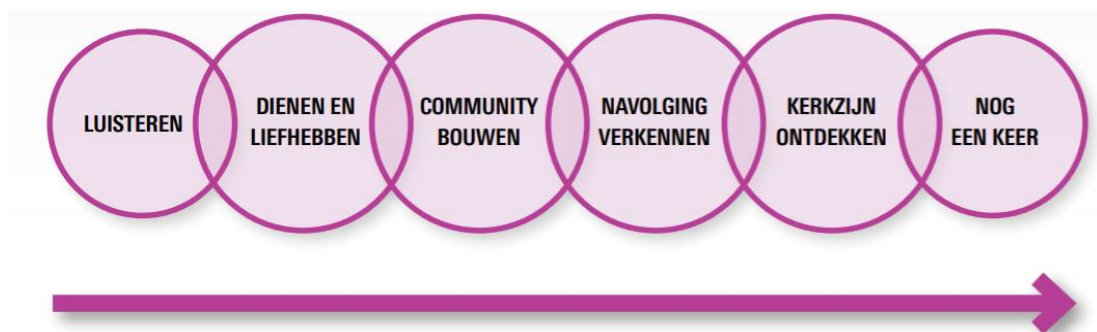 LUISTEREN
DIENEN EN
LIEFHEBBEN
COMMUNITY
BOUWEN
NAVOLGING
VERKENNEN
KERKZIJN
ONTDEKKEN
NOG
EEN KEER